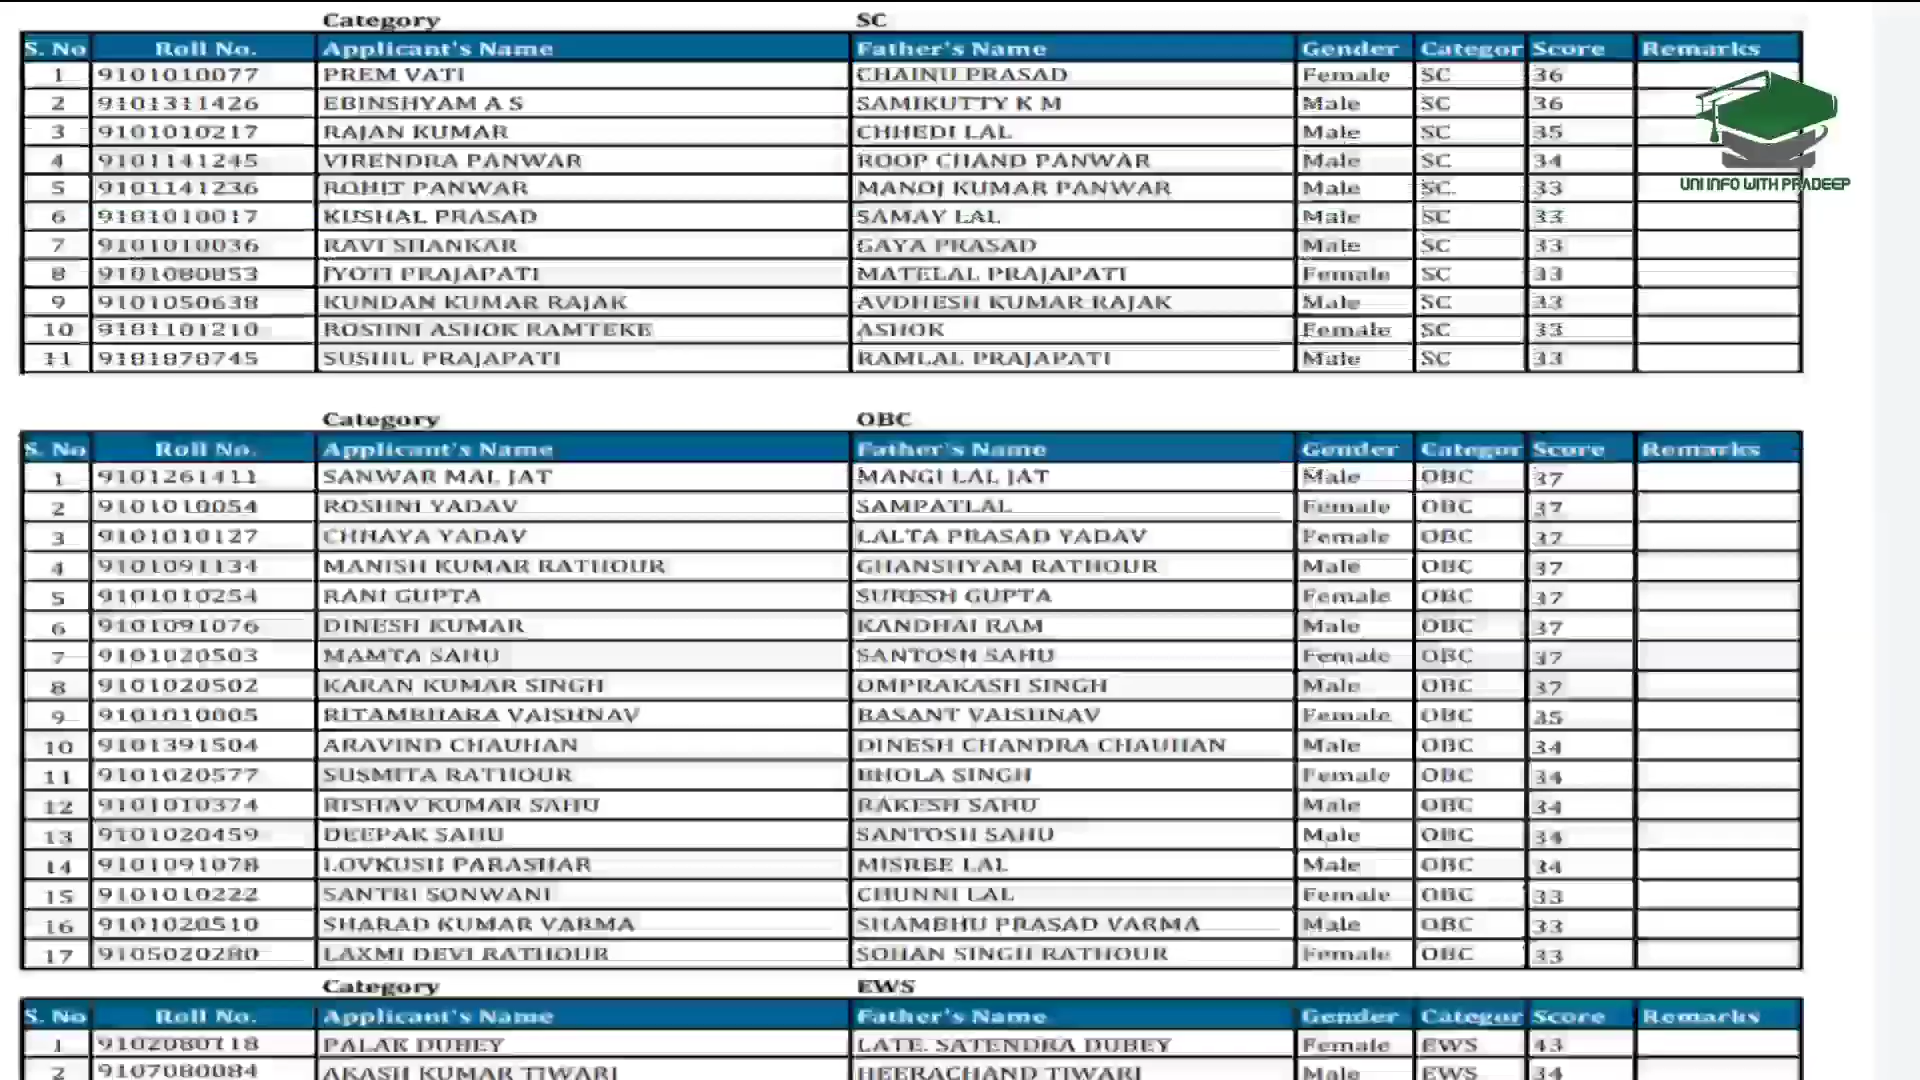 Category SC
S. No Roll No. Applicant's Name Father's Name Gender Categor Score Remarks
1 9101010077 PREM VATI CHAINU PRASAD Female SC 36
2 9101311426 EBINSHYAM A S SAMIKUTTY K M Male SC 36
3 9101010217 RAJAN KUMAR CHHEDI LAL Male SC 35
4 9101141245 VIRENDRA PANWAR ROOP CHAND PANWAR Male SC 34
5 9101141236 ROHIT PANWAR MANOJ KUMAR PANWAR Male SC 33
6 9101010017 KUSHAL PRASAD SAMAY LAL Male SC 33
7 9101010036 RAVI SHANKAR GAYA PRASAD Male SC 33
8 9101080853 JYOTI PRAJAPATI MATELAL PRAJAPATI Female SC 33
9 9101050638 KUNDAN KUMAR RAJAK AVDHESH KUMAR RAJAK Male SC 33
10 9101101210 ROSHNI ASHOK RAMTEKE ASHOK Female SC 33
11 SUSHIL PRAJAPATI RAMLAL PRAJAPATI Male SC 33
UNI INFO WITH PRADEEP
Category OBC
S. No Roll No. Applicant's Name Father's Name Gender Categor Score Remarks
1 9101261411 SANWAR MAL JAT MANGI LAL JAT Male OBC 37
2 9101010054 ROSHNI YADAV SAMPATLAL Female OBC 37
3 9101010127 CHHAYA YADAV LALTA PRASAD YADAV Female OBC 37
4 9101091134 MANISH KUMAR RATHOUR GHANSHYAM RATHOUR Male OBC 37
5 9101010254 RANI GUPTA SURESH GUPTA Female OBC 37
6 9101091076 DINESH KUMAR KANDHAI RAM Male OBC 37
7 9101020503 MAMTA SAHU SANTOSH SAHU Female OBC 37
8 9101020502 KARAN KUMAR SINGH OMPRAKASH SINGH Male OBC 37
9 9101010005 RITAMBHARA VAISHNAV BASANT VAISHNAV Female OBC 35
10 9101391504 ARAVIND CHAUHAN DINESH CHANDRA CHAUHAN Male OBC 34
11 9101020577 SUSMITA RATHOUR BHOLA SINGH Female OBC 34
12 9101010374 RISHAV KUMAR SAHU RAKESH SAHU Male OBC 34
13 9101020459 DEEPAK SAHU SANTOSH SAHU Male OBC 34
14 9101091078 LOVKUSH PARASHAR MISREE LAL Male OBC 34
15 9101010222 SANTRI SONWANI CHUNNI LAL Female OBC 33
16 9101020510 SHARAD KUMAR VARMA SHAMBHU PRASAD VARMA Male OBC 33
17 9105020280 LAXMI DEVI RATHOUR SOHAN SINGH RATHOUR Female OBC 33
Category EWS
S. No Roll No. Applicant's Name Father's Name Gender Categor Score Remarks
1 9102080718 PALAK DUBEY LATE. SATENDRA DUBEY Female EWS 43
2 9107080084 AKASH KUMAR TIWARI HEERACHAND TIWARI Male EWS 34